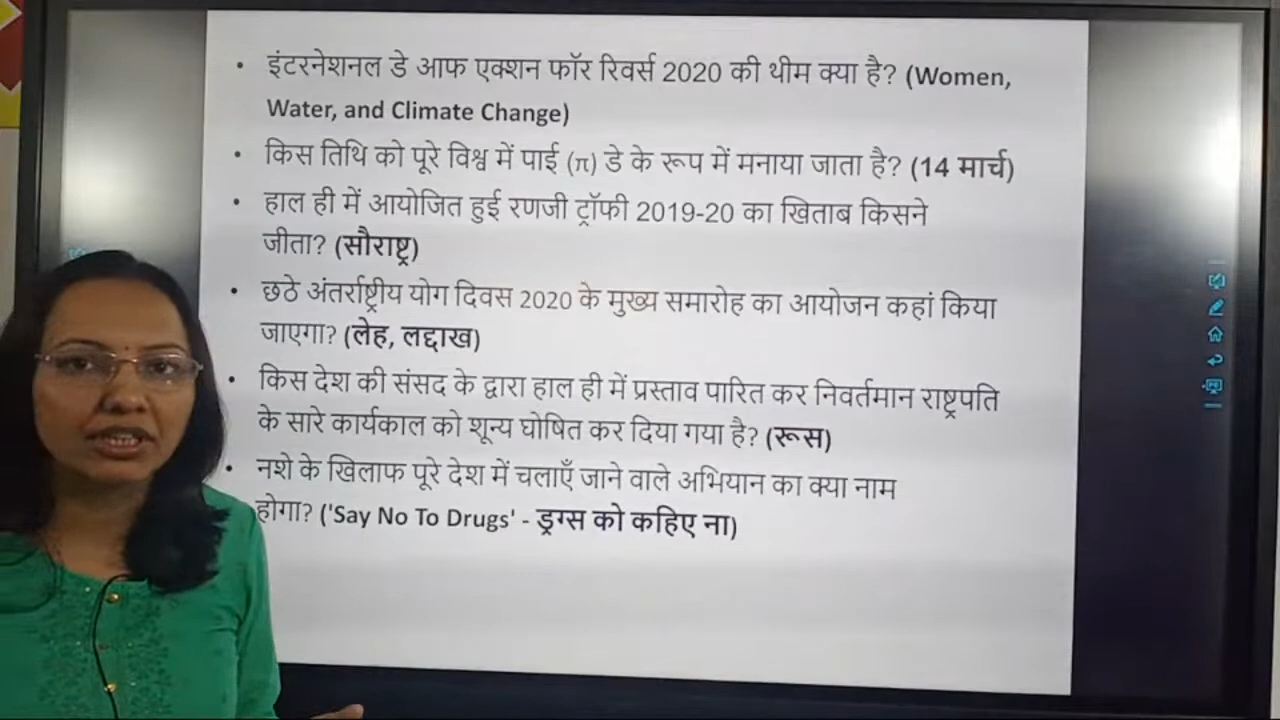 • इंटरनेशनल डे आफ एक्शन फॉर रिवर्स 2020 की थीम क्या है? (Women,
Water, and Climate Change)
• किस तिथि को पूरे विश्व में पाई (π) डे के रूप में मनाया जाता है? (14 मार्च)
• हाल ही में आयोजित हुई रणजी ट्रॉफी 2019-20 का खिताब किसने
जीता? (सौराष्ट्र)
• छठे अंतर्राष्ट्रीय योग दिवस 2020 के मुख्य समारोह का आयोजन कहां किया
जाएगा? (लेह, लद्दाख)
• किस देश की संसद के द्वारा हाल ही में प्रस्ताव पारित कर निवर्तमान राष्ट्रपति
के सारे कार्यकाल को शून्य घोषित कर दिया गया है? (रूस)
• नशे के खिलाफ पूरे देश में चलाएँ जाने वाले अभियान का क्या नाम
होगा? ('Say No To Drugs' - ड्रग्स को कहिए ना)